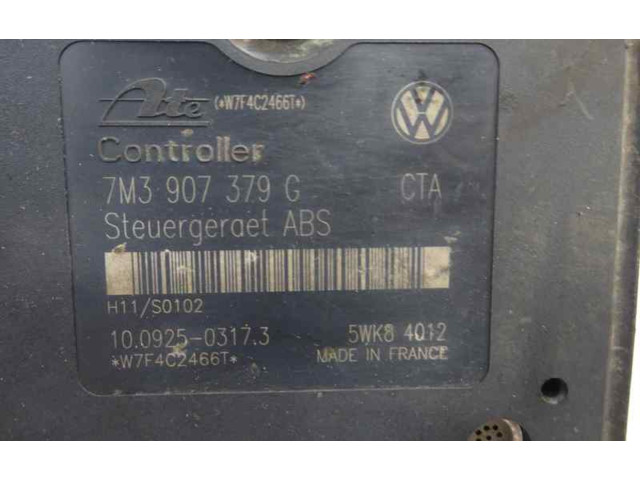 Ate (*W7F4C2466T*)
Controller
7M3 907 379 G CTA
Steuergeraet ABS
H11/S0102
10.0925-0317.3 5WK8 4012
*W7F4C2466T* MADE IN FRANCE